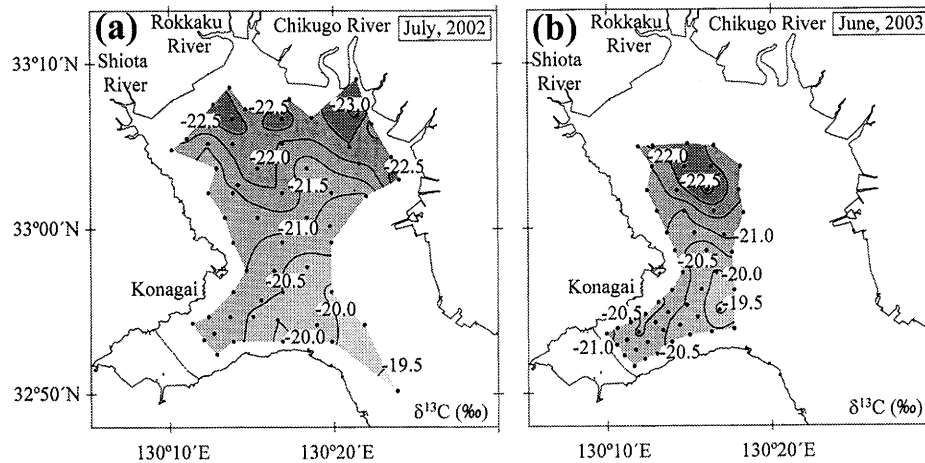 (a)
Rokkaku
River
Chikugo River
July, 2002
Shiota
River
33°10´N
33°00´N
32°50´N
-22.5
-22.5
-23.0
-22.0
-22.5
-21.5
-21.0
-20.5
-20.0
-20.0
-19.5
Konagai
δ13C (‰)
130°10´E
130°20´E
(b)
Rokkaku
River
Chikugo River
June, 2003
Shiota
River
-22.0
-22.5
-21.0
-20.5
-20.0
-19.5
Konagai
-20.5
-21.0
-20.5
δ13C (‰)
130°10´E
130°20´E